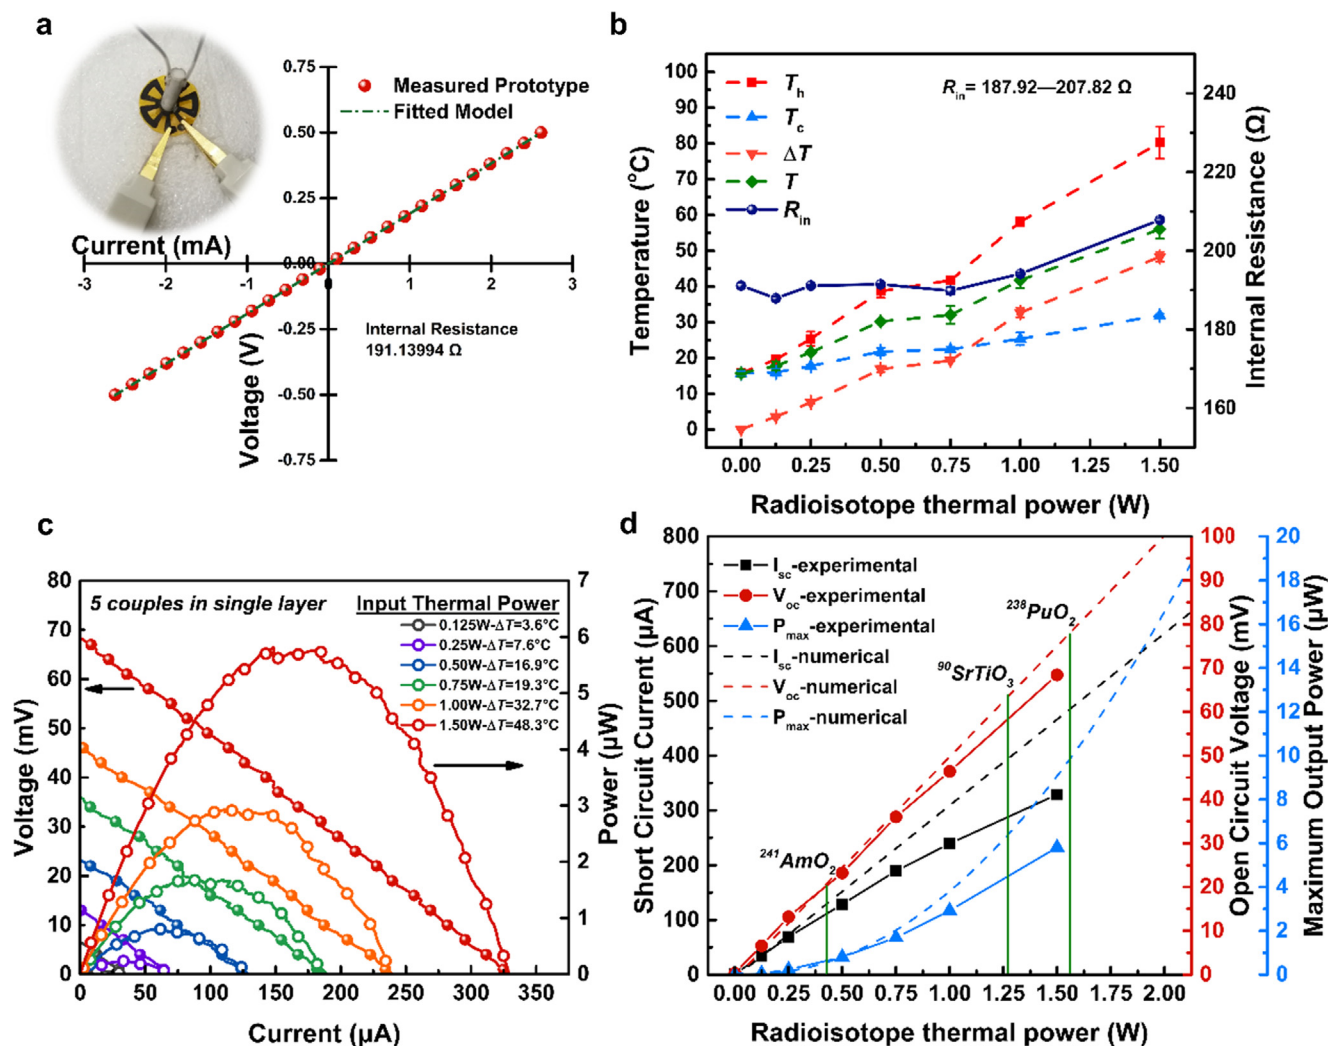 a
0.75
0.50
0.25
0.00
-0.25
-0.50
-0.75
Measured Prototype
Fitted Model
Current (mA)
-3 -2 -1 0 1 2 3
Internal Resistance
191.13994 Ω
Voltage (V)
b
100
90
80
70
60
50
40
30
20
10
0
Temperature (°C)
Th
Tc
ΔT
T
Rin
Rin= 187.92—207.82 Ω
240
220
200
180
160
Internal Resistance (Ω)
0.00 0.25 0.50 0.75 1.00 1.25 1.50
Radioisotope thermal power (W)
c
80
70
60
50
40
30
20
10
0
Voltage (mV)
5 couples in single layer
Input Thermal Power
0.125W-ΔT=3.6°C
0.25W-ΔT=7.6°C
0.50W-ΔT=16.9°C
0.75W-ΔT=19.3°C
1.00W-ΔT=32.7°C
1.50W-ΔT=48.3°C
7
6
5
4
3
2
1
0
Power (µW)
0 50 100 150 200 250 300 350
Current (µA)
d
800
700
600
500
400
300
200
100
0
Short Circuit Current (µA)
Isc-experimental
Voc-experimental
Pmax-experimental
Isc-numerical
Voc-numerical
Pmax-numerical
241AmO2
90SrTiO3
238PuO2
100
90
80
70
60
50
40
30
20
10
0
Open Circuit Voltage (mV)
20
18
16
14
12
10
8
6
4
2
0
Maximum Output Power (µW)
0.00 0.25 0.50 0.75 1.00 1.25 1.50 1.75 2.00
Radioisotope thermal power (W)